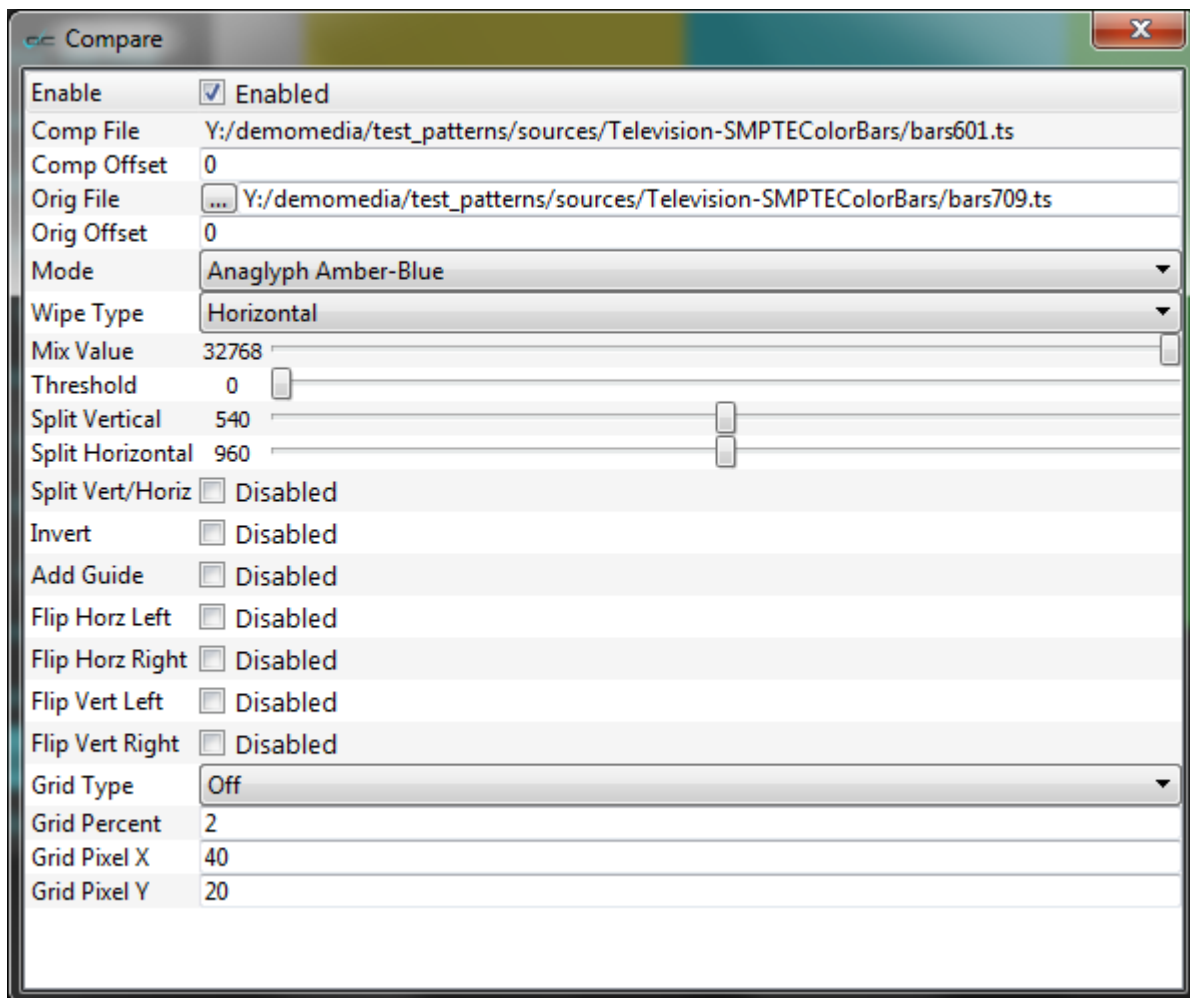 Compare
Enable Enabled
Comp File Y:/demomedia/test_patterns/sources/Television-SMPTEColorBars/bars601.ts
Comp Offset 0
Orig File ... Y:/demomedia/test_patterns/sources/Television-SMPTEColorBars/bars709.ts
Orig Offset 0
Mode Anaglyph Amber-Blue
Wipe Type Horizontal
Mix Value 32768
Threshold 0
Split Vertical 540
Split Horizontal 960
Split Vert/Horiz Disabled
Invert Disabled
Add Guide Disabled
Flip Horz Left Disabled
Flip Horz Right Disabled
Flip Vert Left Disabled
Flip Vert Right Disabled
Grid Type Off
Grid Percent 2
Grid Pixel X 40
Grid Pixel Y 20